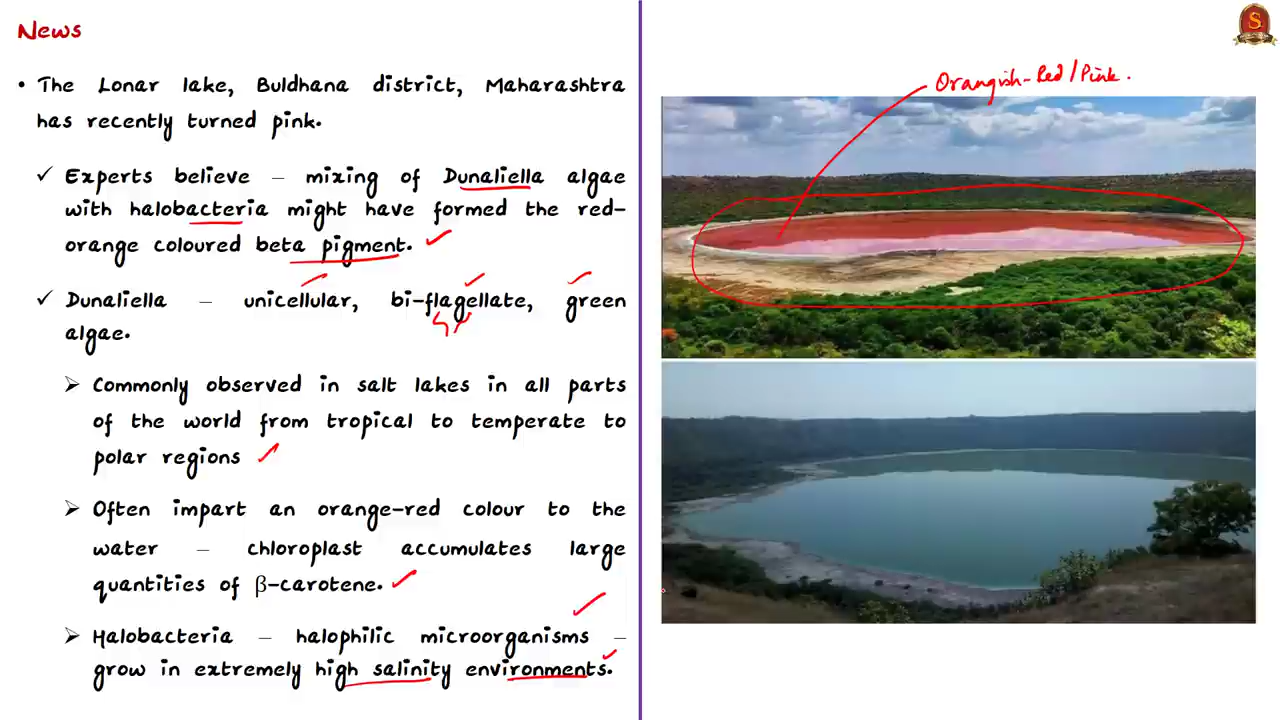 News
• The Lonar lake, Buldhana district, Maharashtra
has recently turned pink.
✓ Experts believe – mixing of Dunaliella algae
with halobacteria might have formed the red-
orange coloured beta pigment.
✓ Dunaliella – unicellular, bi-flagellate, green
algae.
➢ Commonly observed in salt lakes in all parts
of the world from tropical to temperate to
polar regions
➢ Often impart an orange-red colour to the
water – chloroplast accumulates large
quantities of β-carotene.
➢ Halobacteria – halophilic microorganisms –
grow in extremely high salinity environments.
Orangish-Red/Pink.
S